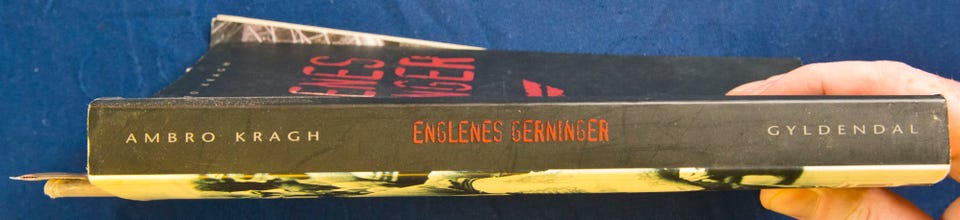 AMBRO KRAGH
ENGLENES GERNINGER
GYLDENDAL